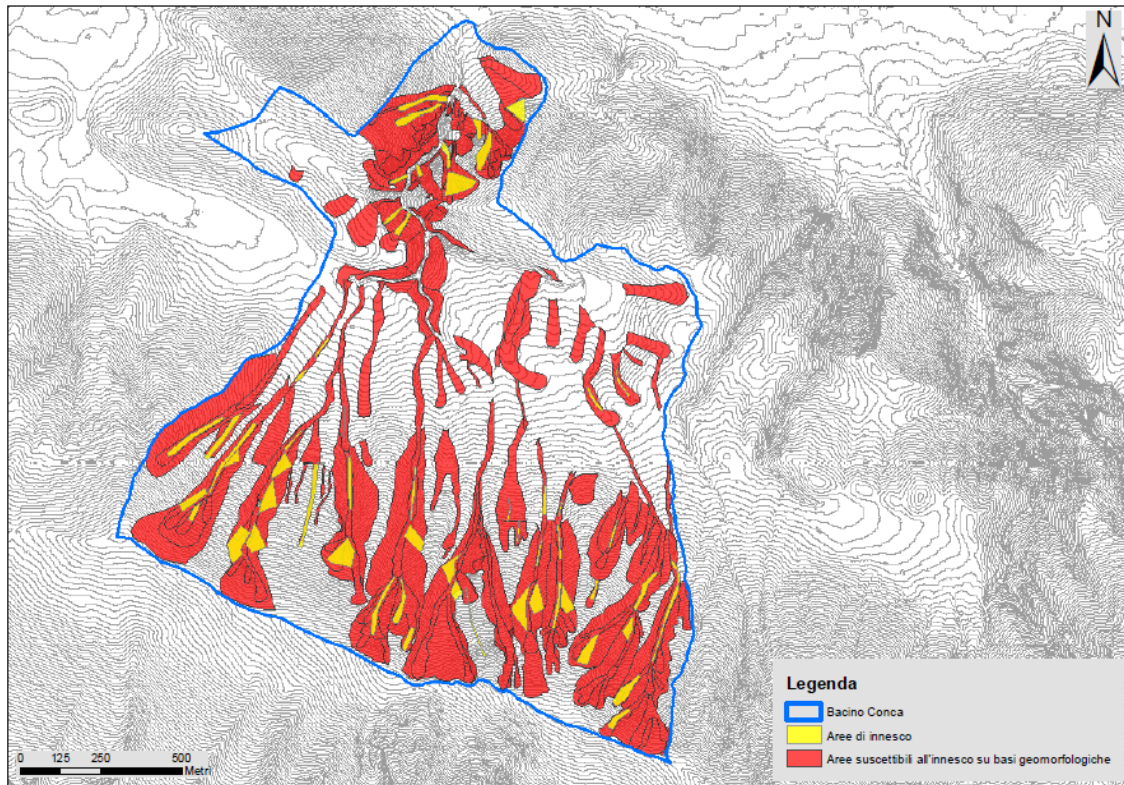 N
Legenda
Bacino Conca
Aree di innesco
Aree suscettibili all'innesco su basi geomorfologiche
0 125 250 500
Metri